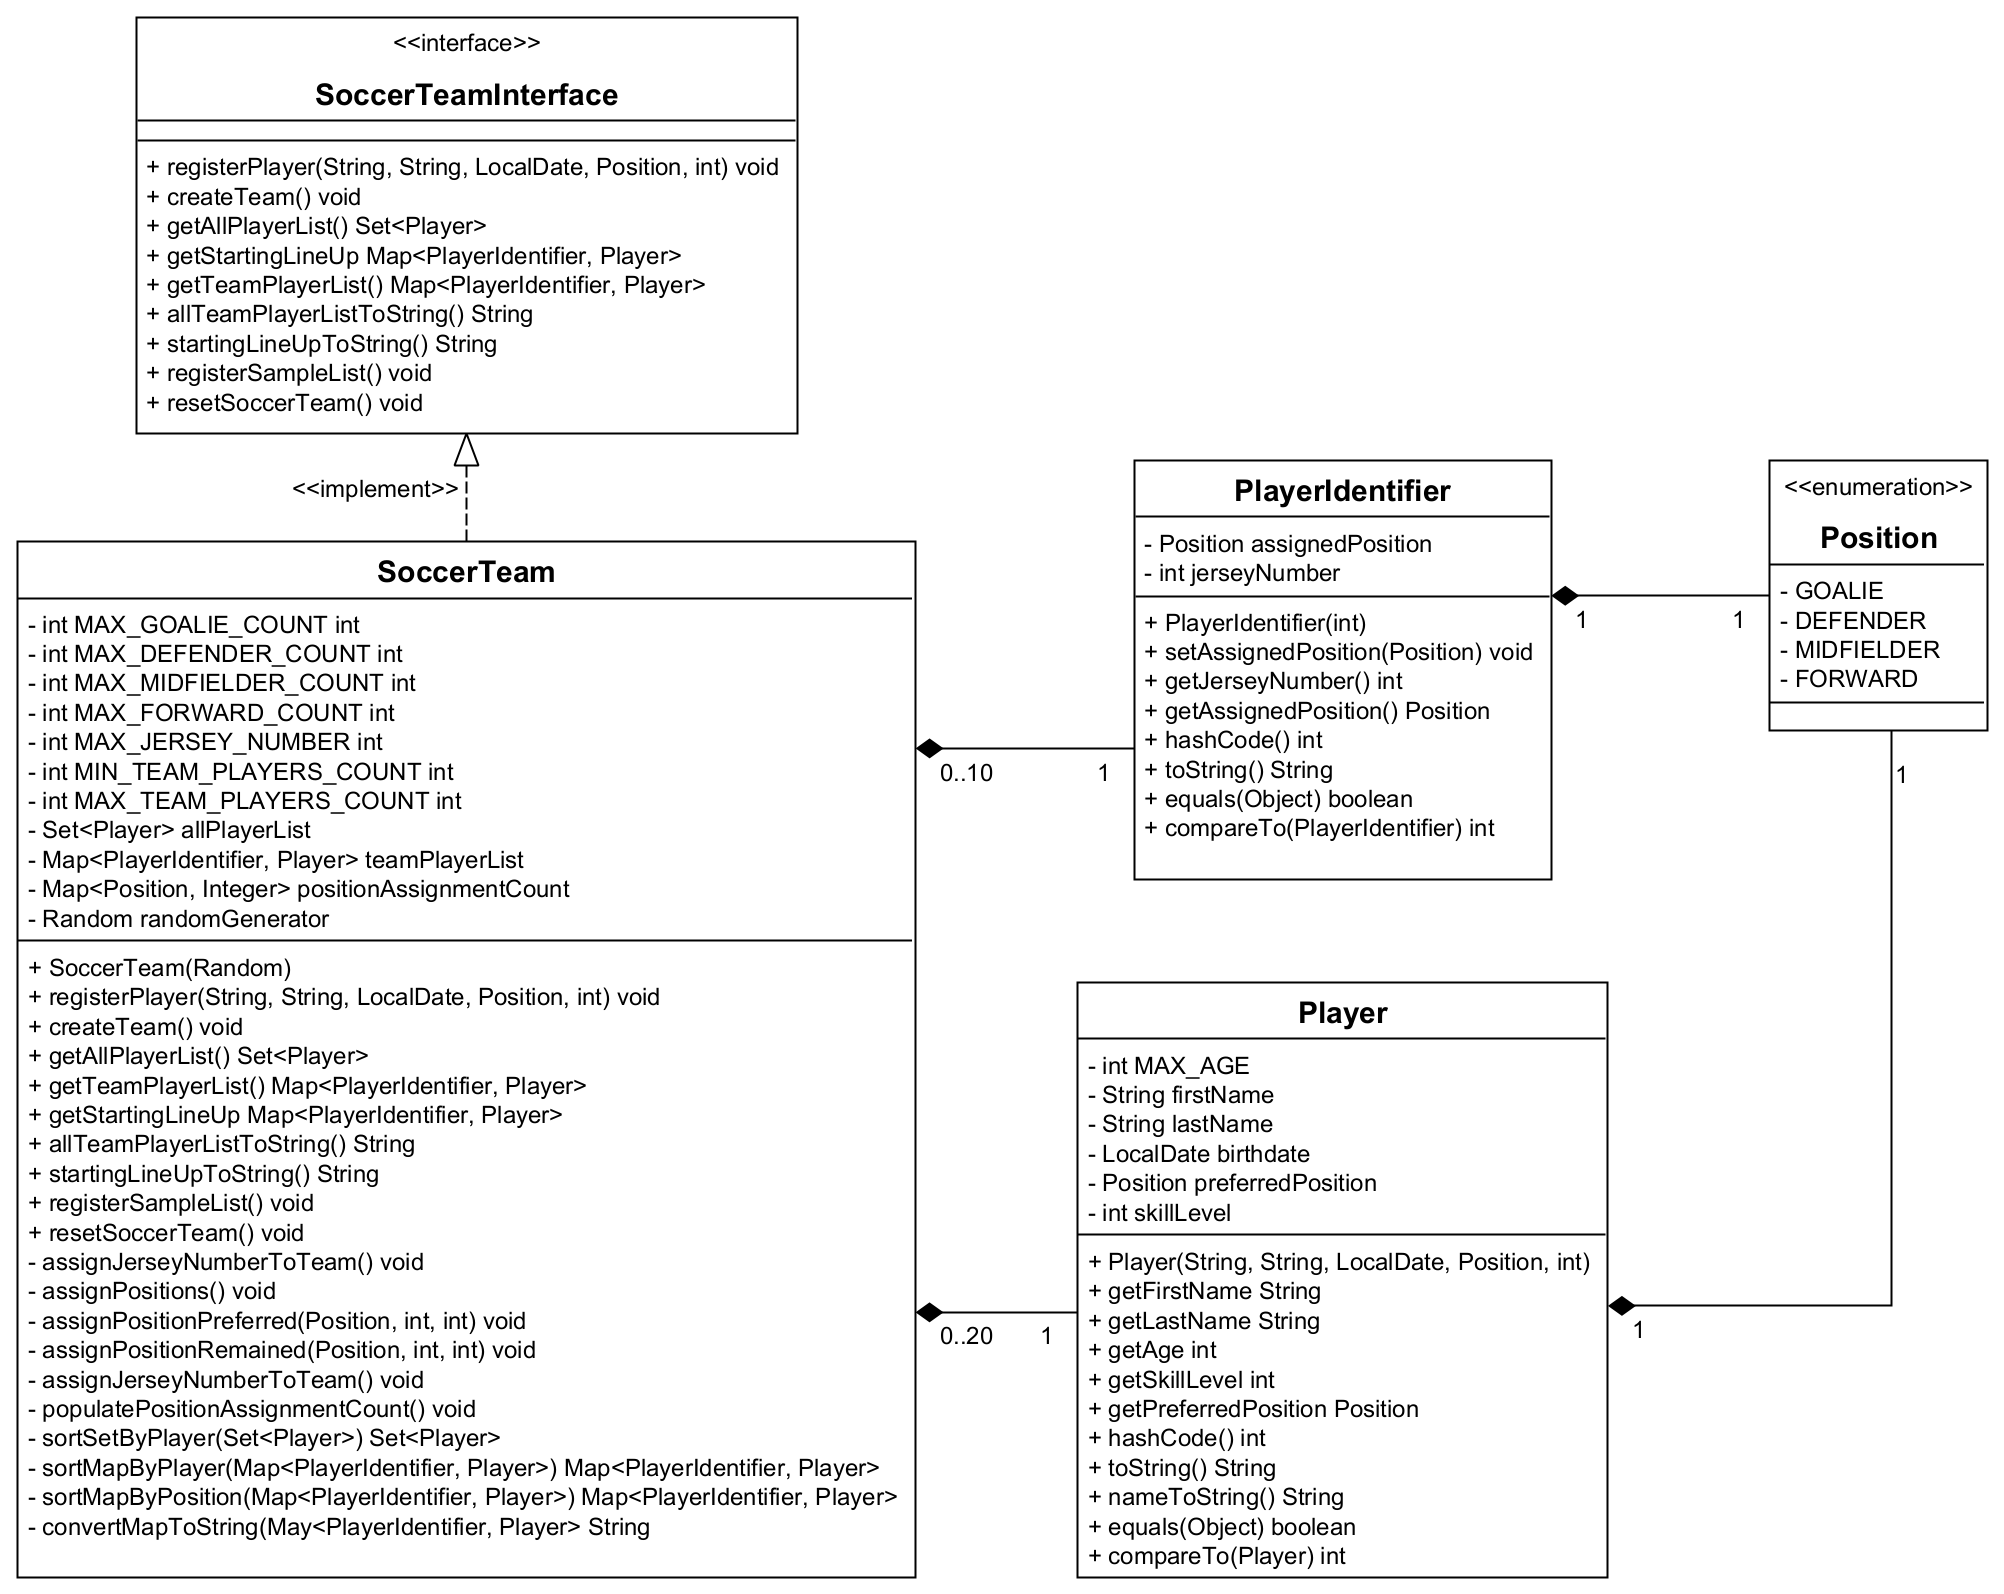 <<interface>>
SoccerTeamInterface
+ registerPlayer(String, String, LocalDate, Position, int) void
+ createTeam() void
+ getAllPlayerList() Set<Player>
+ getStartingLineUp Map<PlayerIdentifier, Player>
+ getTeamPlayerList() Map<PlayerIdentifier, Player>
+ allTeamPlayerListToString() String
+ startingLineUpToString() String
+ registerSampleList() void
+ resetSoccerTeam() void
<<implement>>
SoccerTeam
- int MAX_GOALIE_COUNT int
- int MAX_DEFENDER_COUNT int
- int MAX_MIDFIELDER_COUNT int
- int MAX_FORWARD_COUNT int
- int MAX_JERSEY_NUMBER int
- int MIN_TEAM_PLAYERS_COUNT int
- int MAX_TEAM_PLAYERS_COUNT int
- Set<Player> allPlayerList
- Map<PlayerIdentifier, Player> teamPlayerList
- Map<Position, Integer> positionAssignmentCount
- Random randomGenerator
+ SoccerTeam(Random)
+ registerPlayer(String, String, LocalDate, Position, int) void
+ createTeam() void
+ getAllPlayerList() Set<Player>
+ getTeamPlayerList() Map<PlayerIdentifier, Player>
+ getStartingLineUp Map<PlayerIdentifier, Player>
+ allTeamPlayerListToString() String
+ startingLineUpToString() String
+ registerSampleList() void
+ resetSoccerTeam() void
- assignJerseyNumberToTeam() void
- assignPositions() void
- assignPositionPreferred(Position, int, int) void
- assignPositionRemained(Position, int, int) void
- assignJerseyNumberToTeam() void
- populatePositionAssignmentCount() void
- sortSetByPlayer(Set<Player>) Set<Player>
- sortMapByPlayer(Map<PlayerIdentifier, Player>) Map<PlayerIdentifier, Player>
- sortMapByPosition(Map<PlayerIdentifier, Player>) Map<PlayerIdentifier, Player>
- convertMapToString(May<PlayerIdentifier, Player> String
0..10 1
0..20 1
PlayerIdentifier
- Position assignedPosition
- int jerseyNumber
+ PlayerIdentifier(int)
+ setAssignedPosition(Position) void
+ getJerseyNumber() int
+ getAssignedPosition() Position
+ hashCode() int
+ toString() String
+ equals(Object) boolean
+ compareTo(PlayerIdentifier) int
1 1
<<enumeration>>
Position
- GOALIE
- DEFENDER
- MIDFIELDER
- FORWARD
1
Player
- int MAX_AGE
- String firstName
- String lastName
- LocalDate birthdate
- Position preferredPosition
- int skillLevel
+ Player(String, String, LocalDate, Position, int)
+ getFirstName String
+ getLastName String
+ getAge int
+ getSkillLevel int
+ getPreferredPosition Position
+ hashCode() int
+ toString() String
+ nameToString() String
+ equals(Object) boolean
+ compareTo(Player) int
1